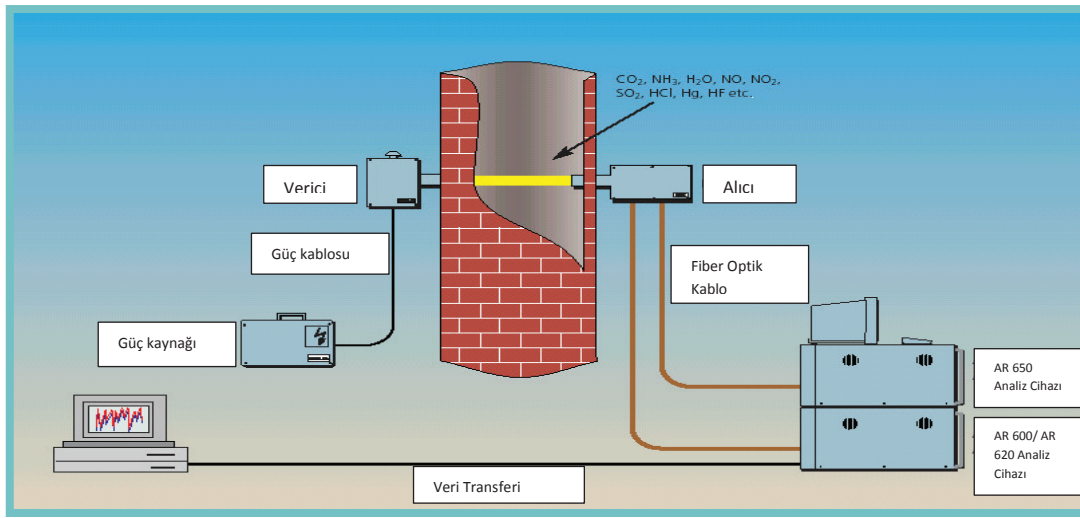 CO₂, NH₃, H₂O, NO, NO₂,
SO₂, HCl, Hg, HF etc.
Verici
Alıcı
Güç kablosu
Fiber Optik
Kablo
Güç kaynağı
AR 650
Analiz Cihazı
AR 600/ AR
620 Analiz
Cihazı
Veri Transferi